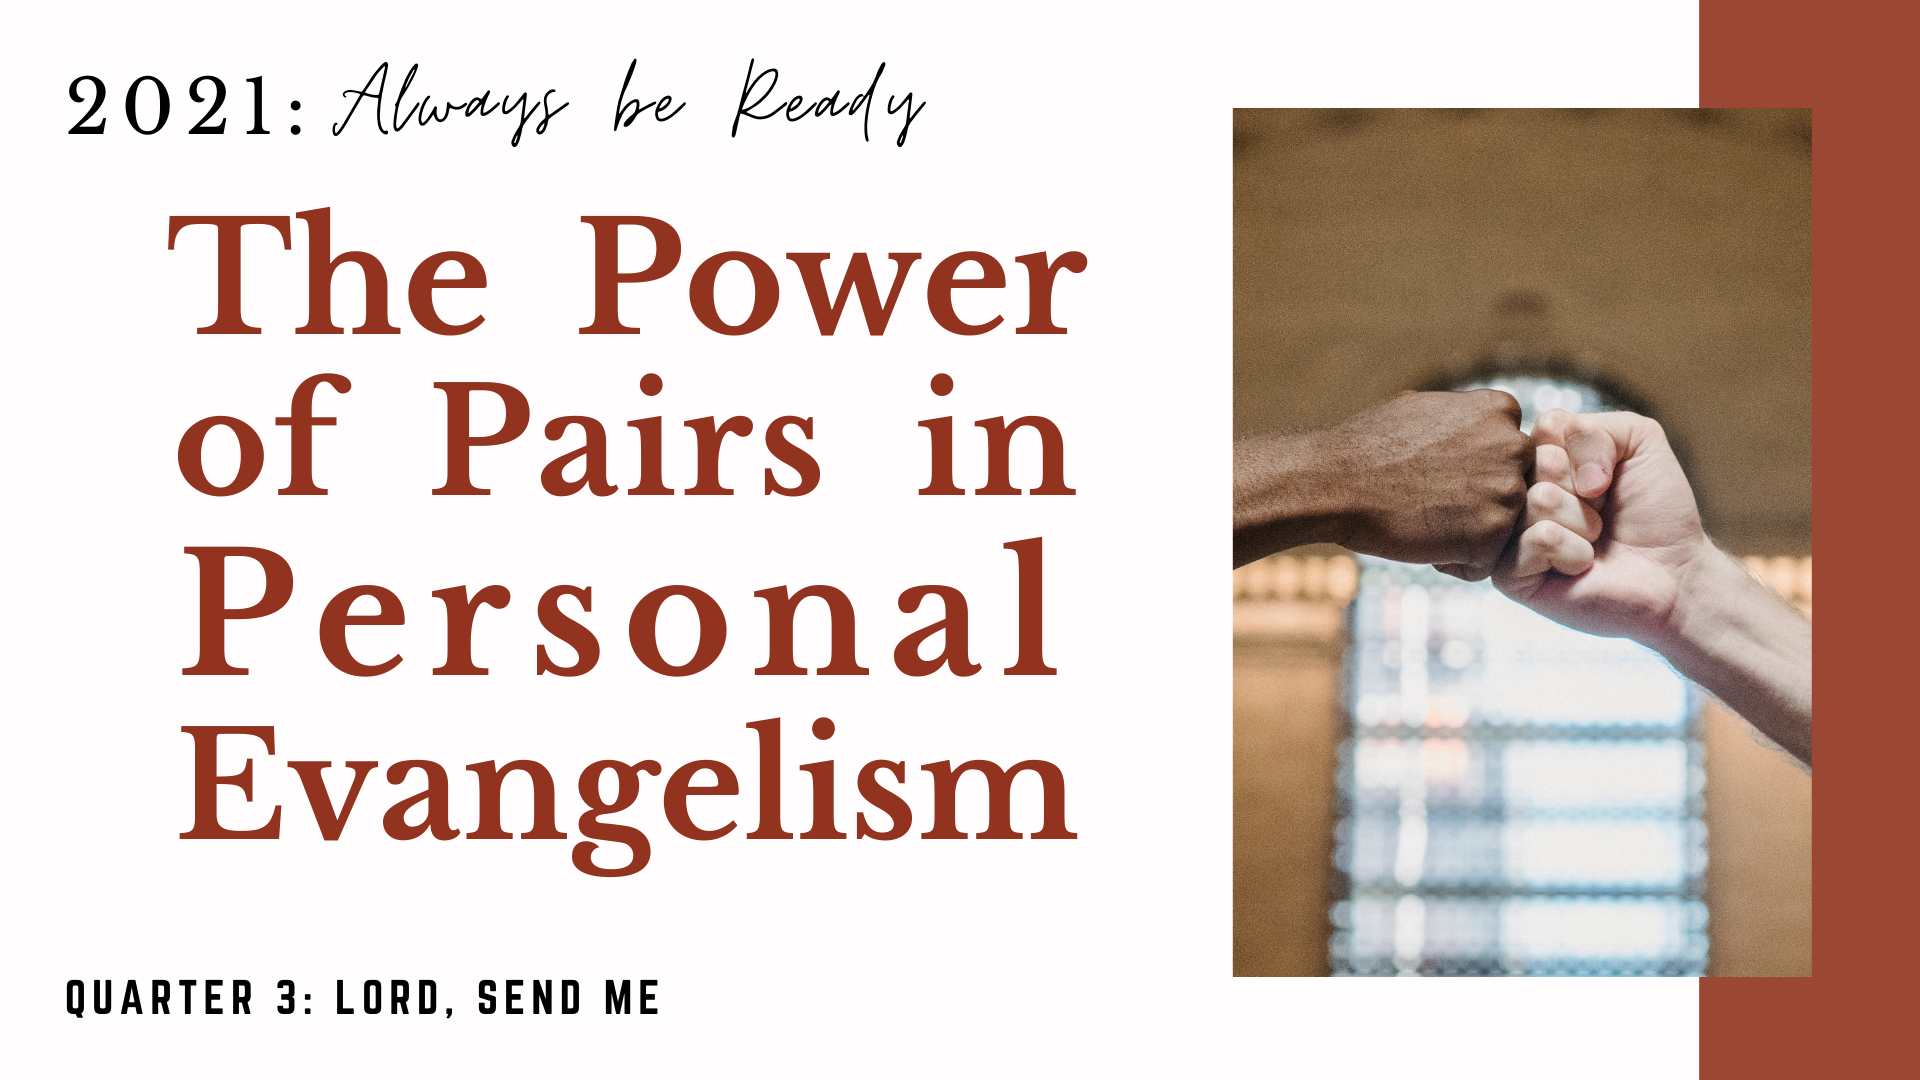 2021: Always be Ready
The Power
of Pairs in
Personal
Evangelism
QUARTER 3: LORD, SEND ME